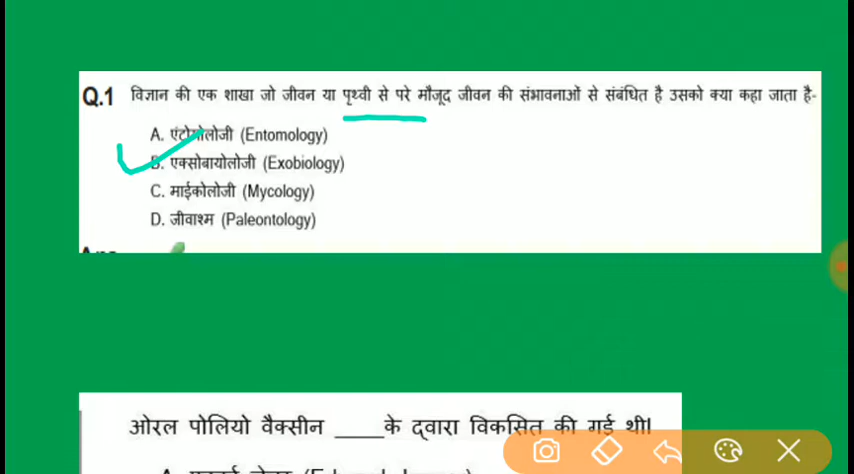 Q.1 विज्ञान की एक शाखा जो जीवन या पृथ्वी से परे मौजूद जीवन की संभावनाओं से संबंधित है उसको क्या कहा जाता है-
A. एंटोमोलोजी (Entomology)
B. एक्सोबायोलोजी (Exobiology)
C. माईकोलोजी (Mycology)
D. जीवाश्म (Paleontology)
ओरल पोलियो वैक्सीन ____के द्वारा विकसित की गई थी।